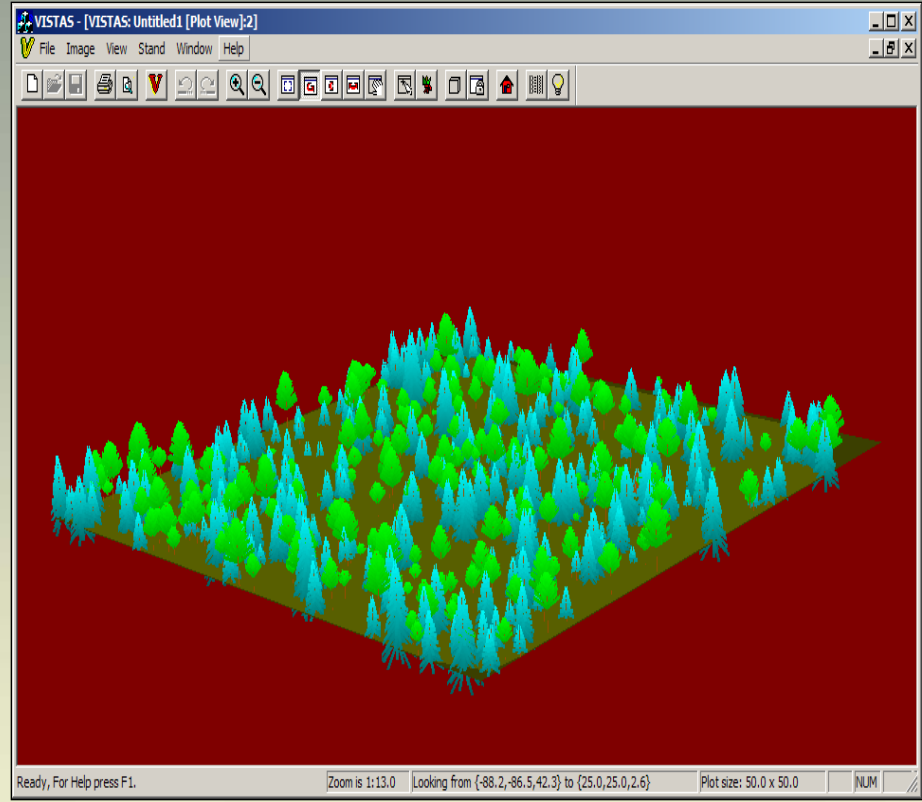 VISTAS - [VISTAS: Untitled1 [Plot View]:2]
File Image View Stand Window Help
Ready, For Help press F1. Zoom is 1:13.0 Looking from {-88.2,-86.5,42.3} to {25.0,25.0,2.6} Plot size: 50.0 x 50.0 NUM